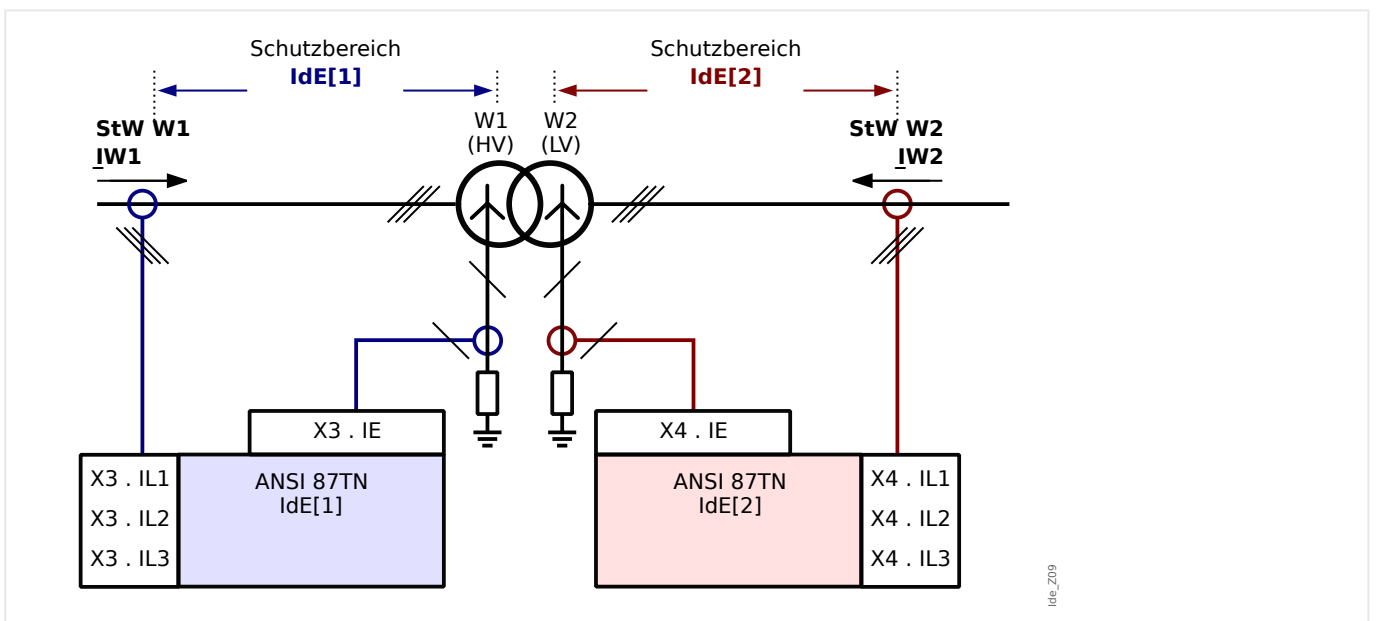 Schutzbereich
IdE[1]
Schutzbereich
IdE[2]
StW W1
IW1
W1
(HV)
W2
(LV)
StW W2
IW2
X3 . IE
X4 . IE
X3 . IL1
X3 . IL2
X3 . IL3
ANSI 87TN
IdE[1]
ANSI 87TN
IdE[2]
X4 . IL1
X4 . IL2
X4 . IL3
Ide_Z09